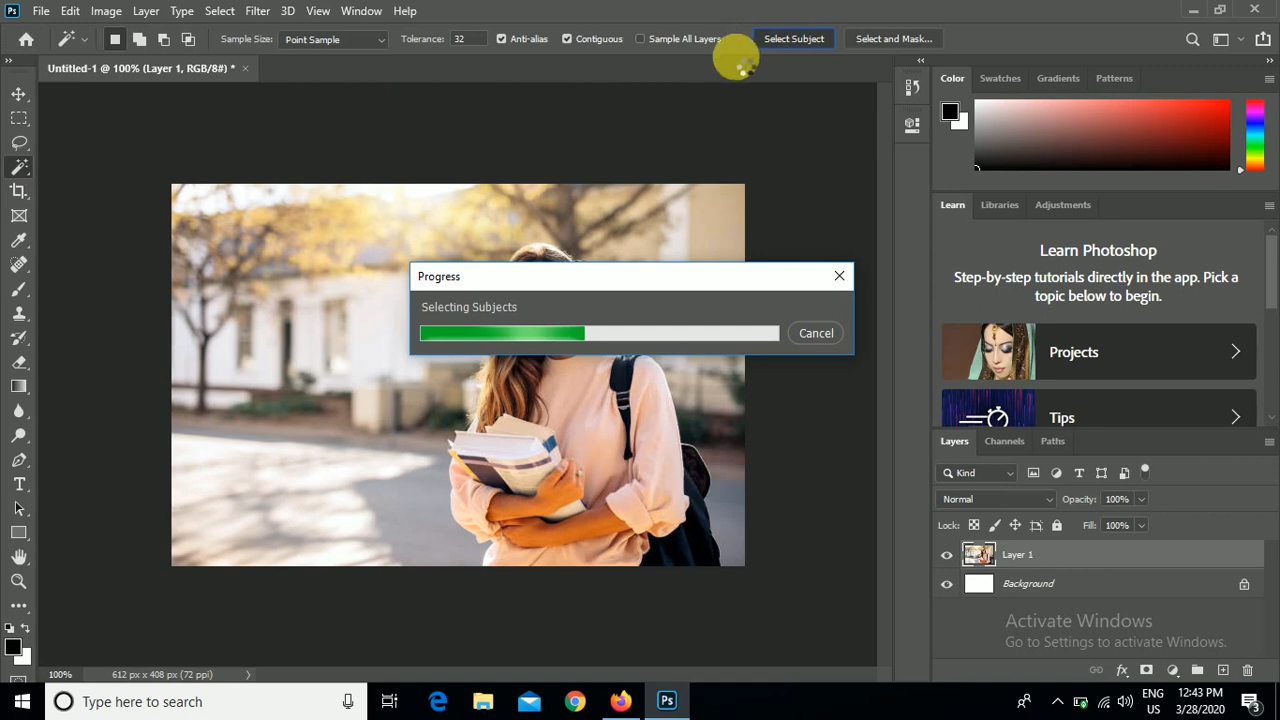 Ps File Edit Image Layer Type Select Filter 3D View Window Help
Sample Size: Point Sample Tolerance: 32 Anti-alias Contiguous Sample All Layers Select Subject Select and Mask...
Untitled-1 @ 100% (Layer 1, RGB/8#) * ×
Color Swatches Gradients Patterns
Learn Libraries Adjustments
Learn Photoshop
Step-by-step tutorials directly in the app. Pick a
topic below to begin.
Progress
Selecting Subjects
Cancel
Projects
Tips
Layers Channels Paths
Kind
Normal Opacity: 100%
Lock: Fill: 100%
Layer 1
Background
Activate Windows
Go to Settings to activate Windows.
100% 612 px x 408 px (72 ppi)
Type here to search
Ps
ENG
US
12:43 PM
3/28/2020
3